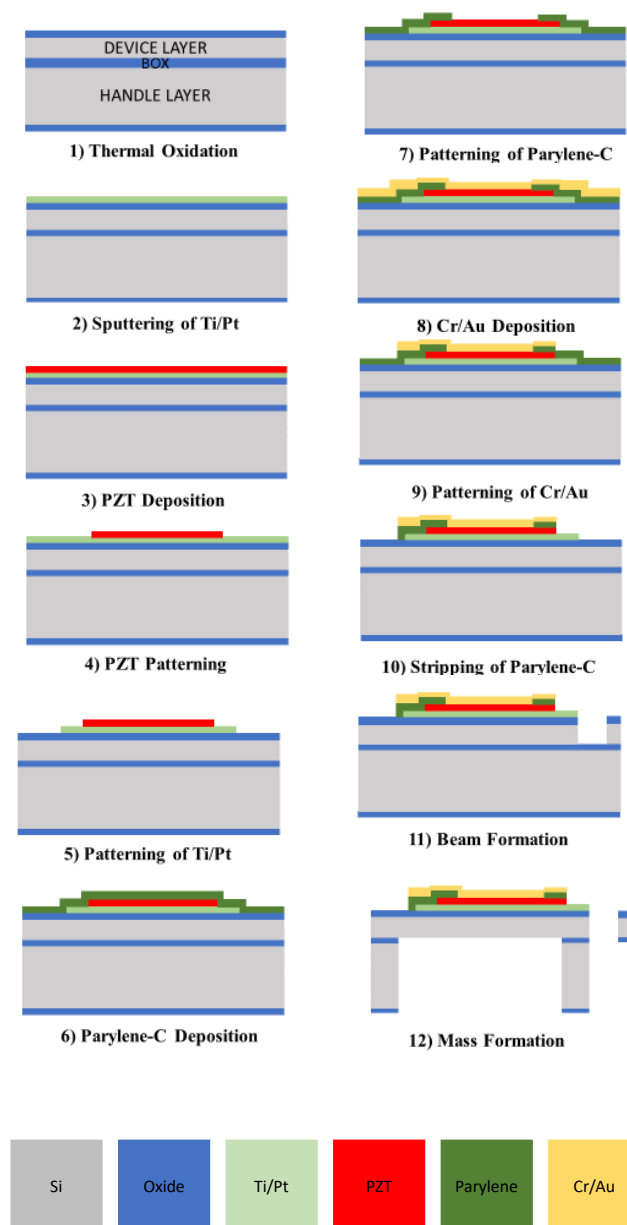 DEVICE LAYER
BOX
HANDLE LAYER
1) Thermal Oxidation
2) Sputtering of Ti/Pt
3) PZT Deposition
4) PZT Patterning
5) Patterning of Ti/Pt
6) Parylene-C Deposition
7) Patterning of Parylene-C
8) Cr/Au Deposition
9) Patterning of Cr/Au
10) Stripping of Parylene-C
11) Beam Formation
12) Mass Formation
Si
Oxide
Ti/Pt
PZT
Parylene
Cr/Au